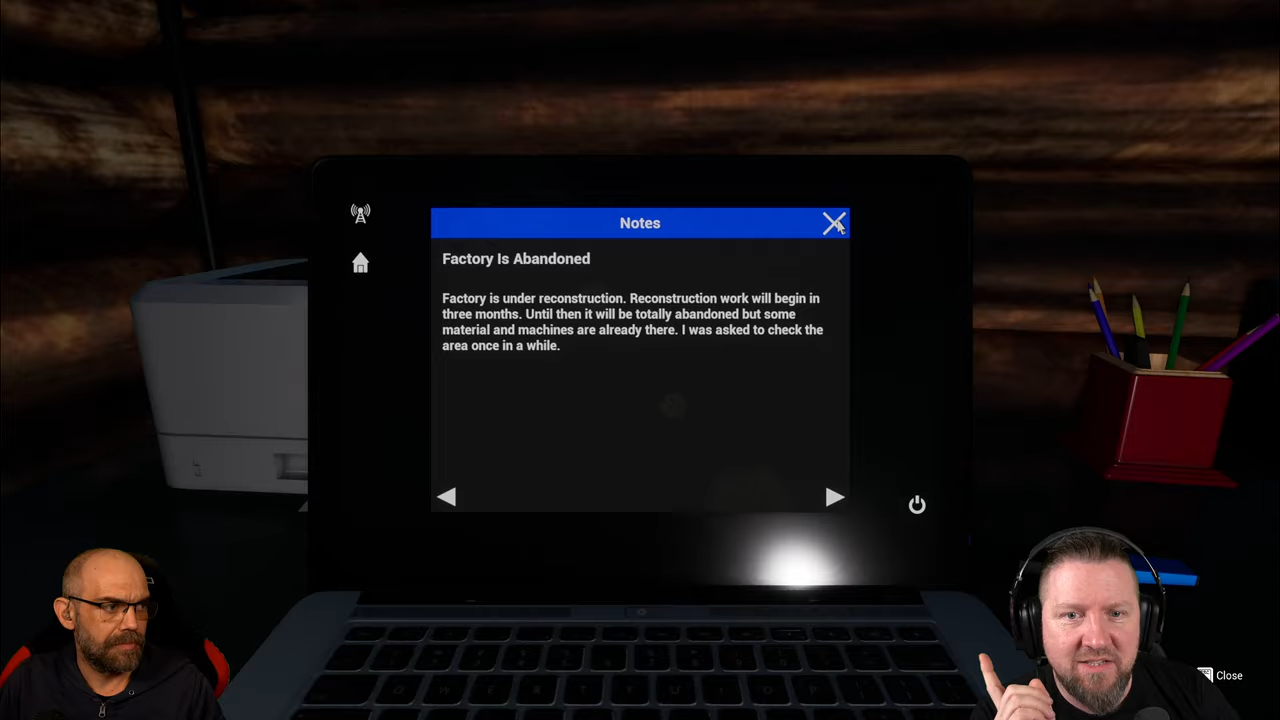 Notes
Factory Is Abandoned
Factory is under reconstruction. Reconstruction work will begin in
three months. Until then it will be totally abandoned but some
material and machines are already there. I was asked to check the
area once in a while.
Close